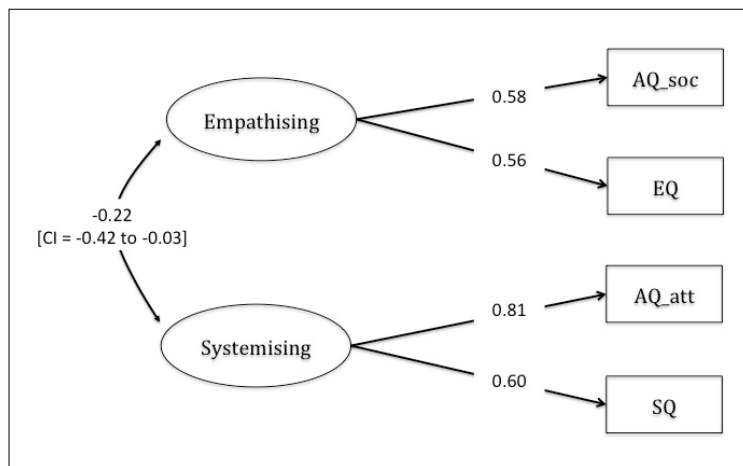 AQ_soc
0.58
Empathising
0.56
EQ
-0.22
[CI = -0.42 to -0.03]
AQ_att
0.81
Systemising
0.60
SQ